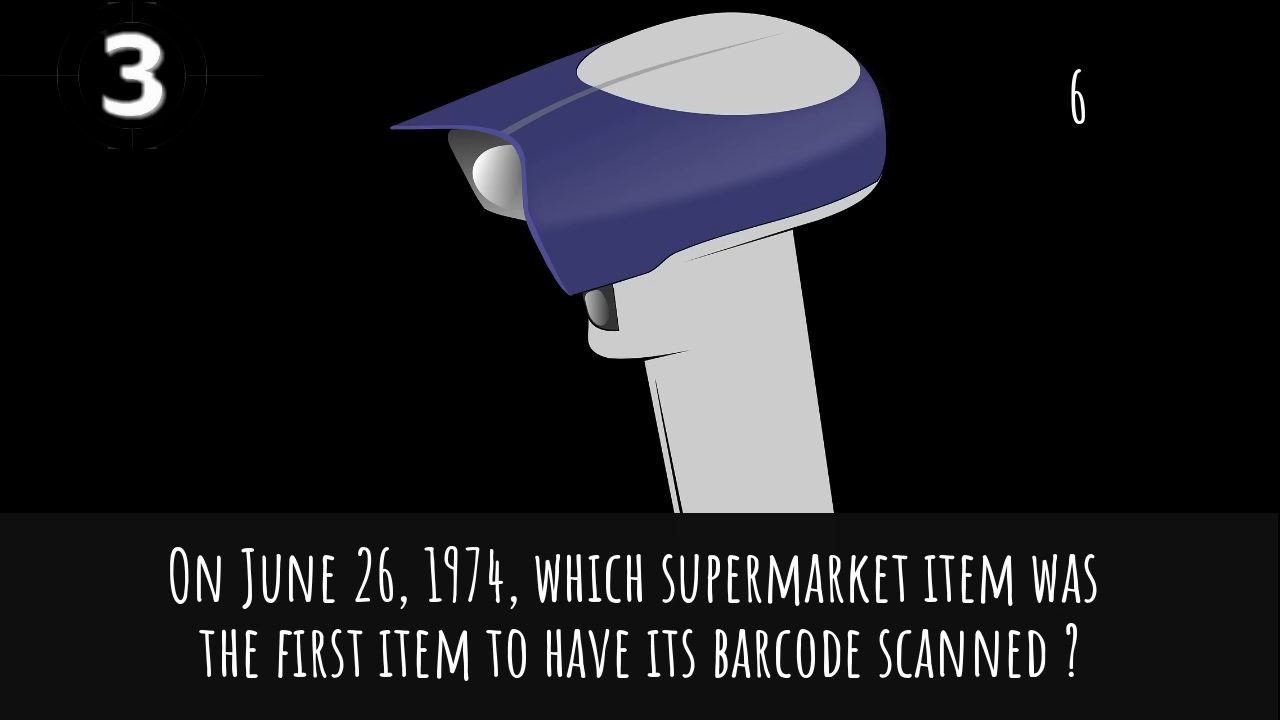 3
6
On June 26, 1974, which supermarket item was
the first item to have its barcode scanned ?